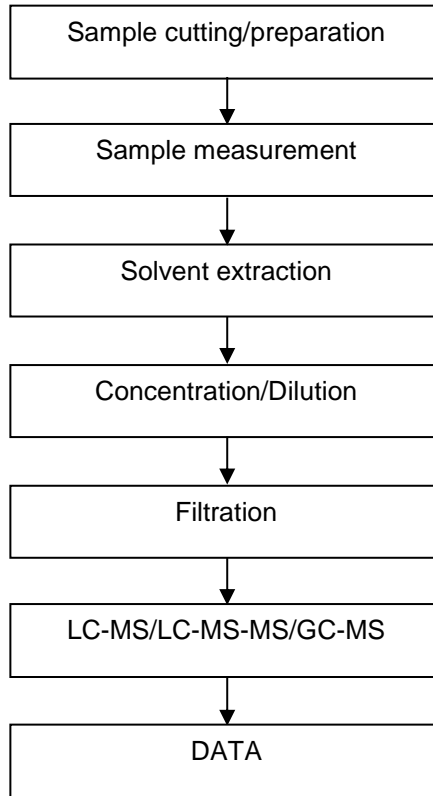 Sample cutting/preparation
Sample measurement
Solvent extraction
Concentration/Dilution
Filtration
LC-MS/LC-MS-MS/GC-MS
DATA